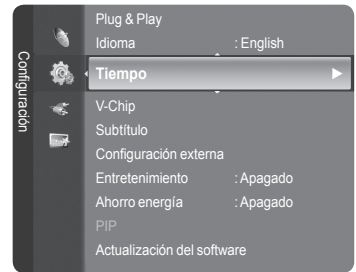 Configuración
Plug & Play
Idioma : English
Tiempo
V-Chip
Subtítulo
Configuración externa
Entretenimiento : Apagado
Ahorro energía : Apagado
PIP
Actualización del software